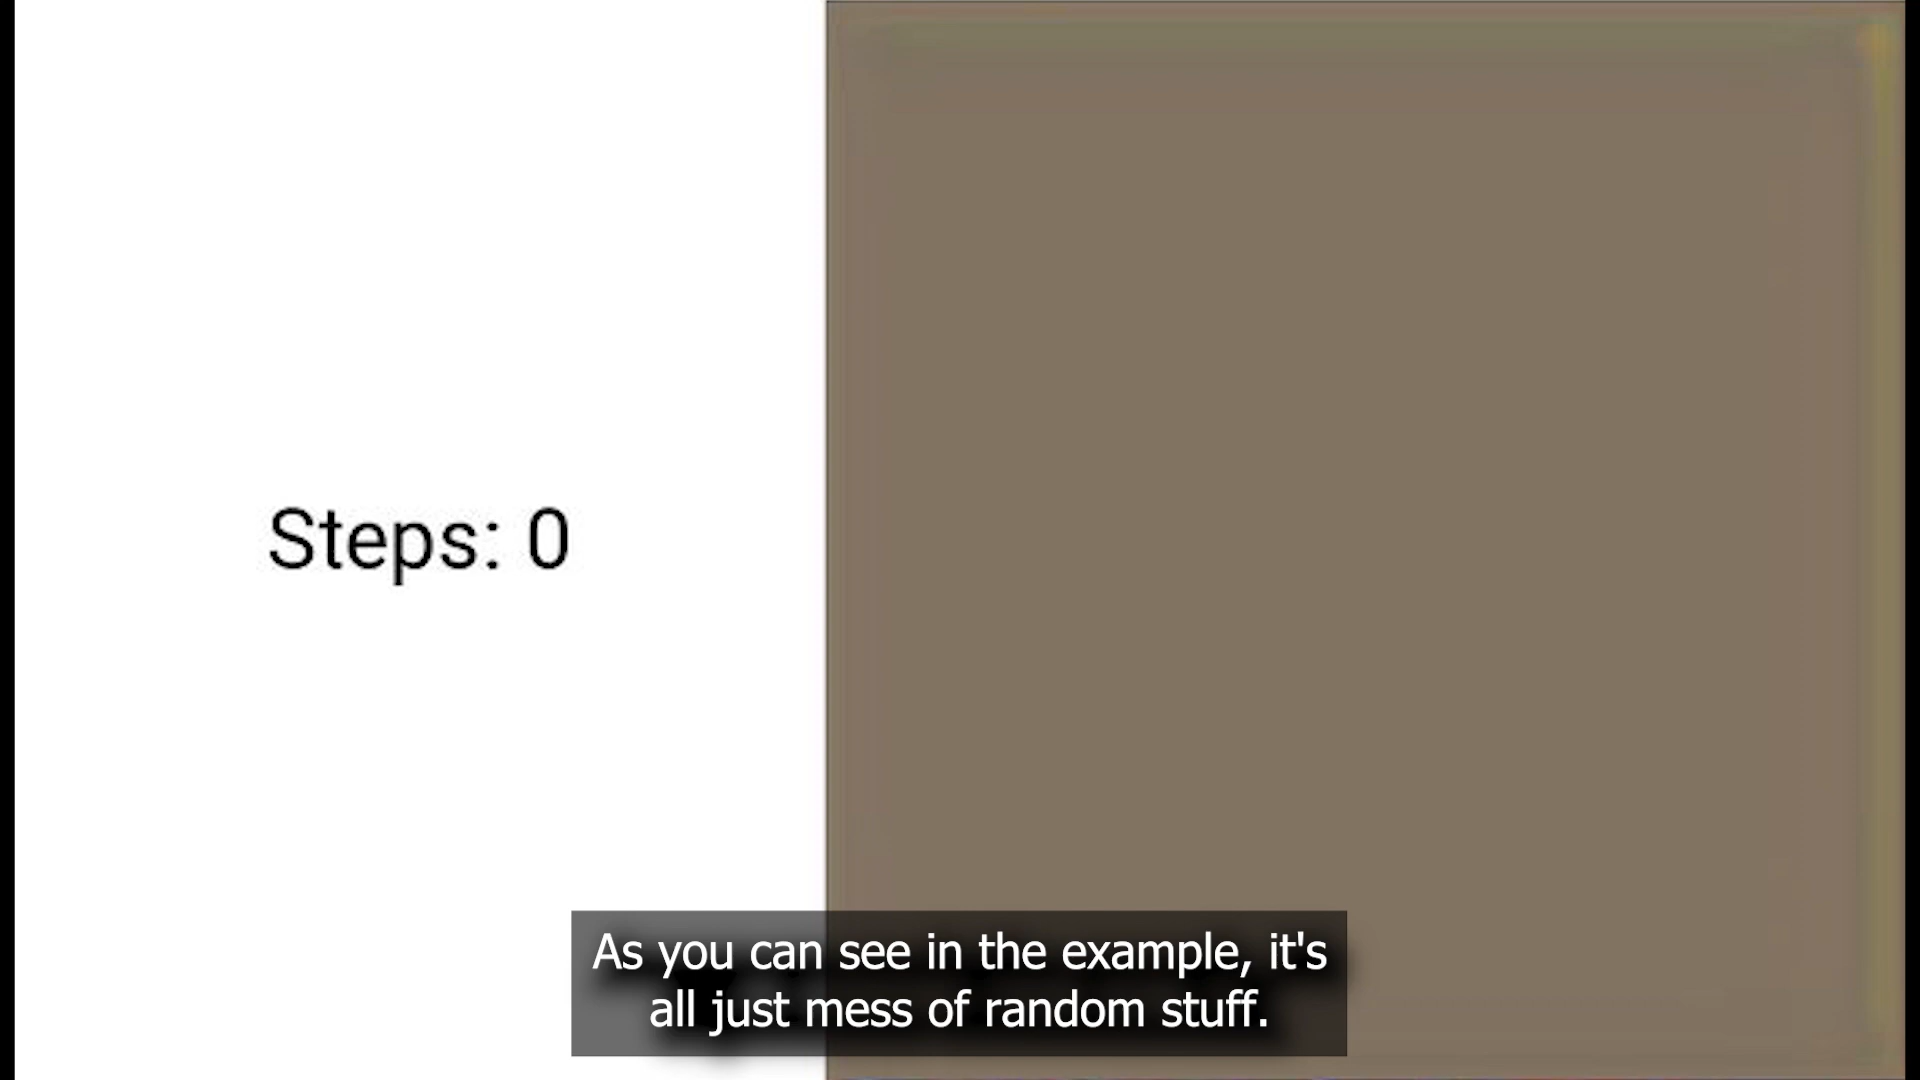 Steps: 0
As you can see in the example, it's
all just mess of random stuff.